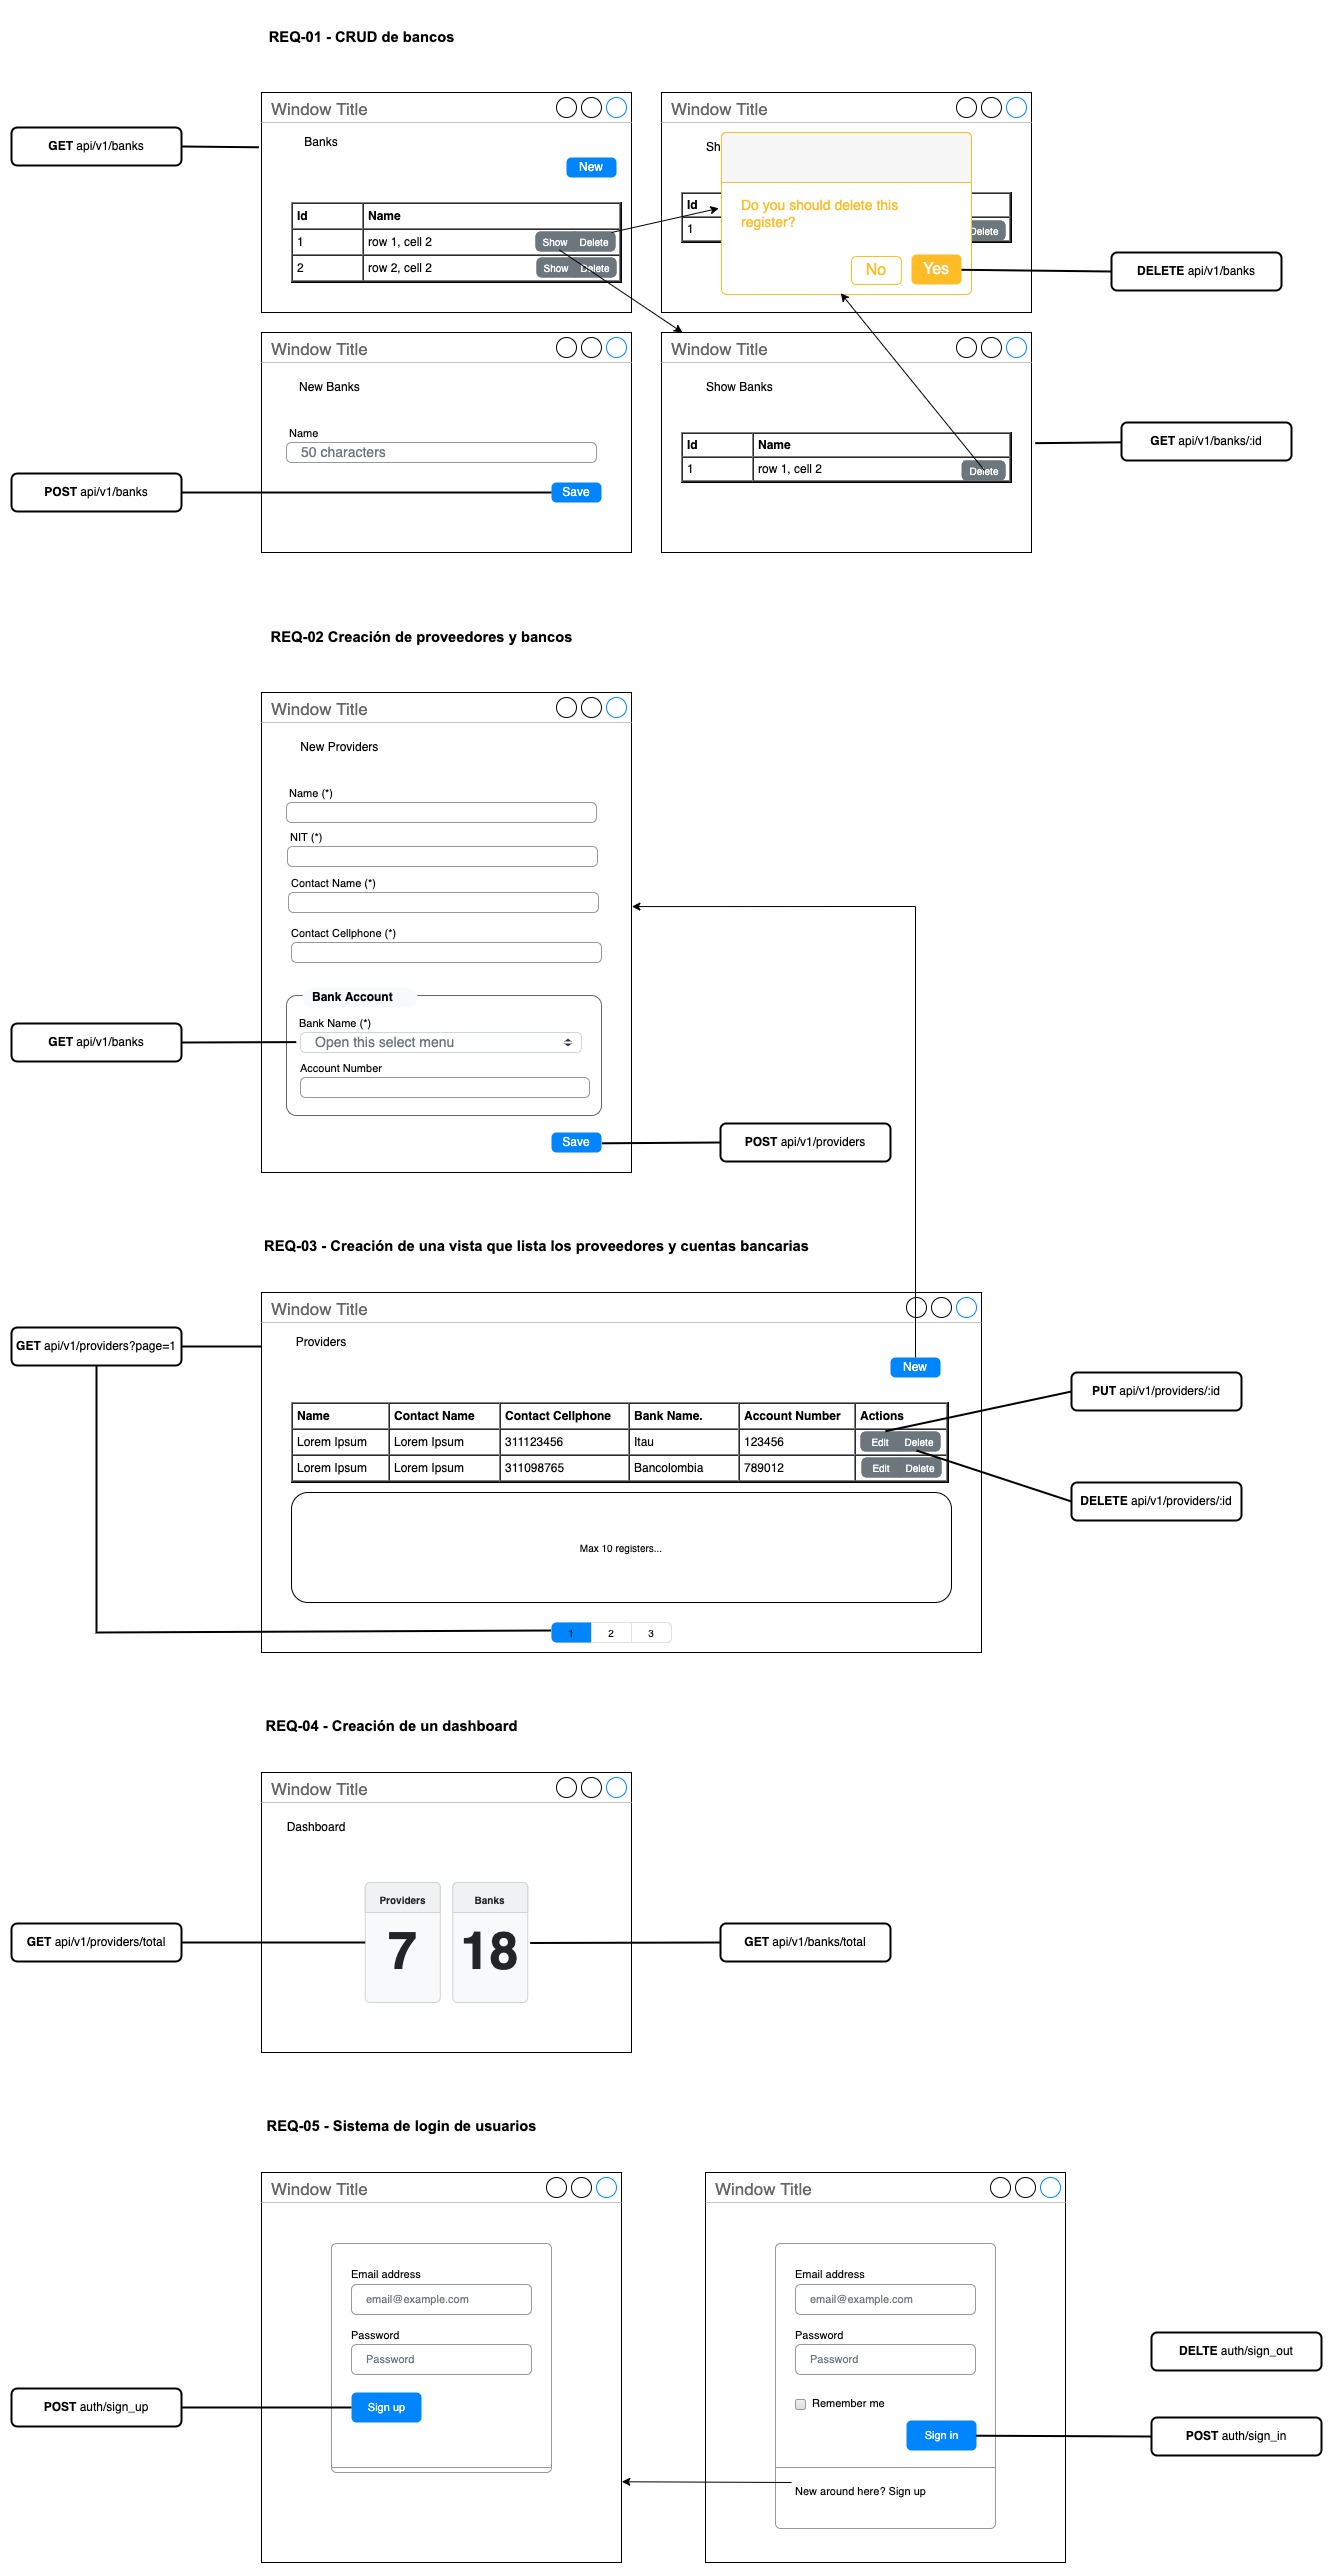 REQ-01 - CRUD de bancos
GET api/v1/banks
Window Title
Banks
New
Id Name
1 row 1, cell 2 Show Delete
2 row 2, cell 2 Show Delete
Window Title
Sh
Id
1 Delete
Do you should delete this
register?
No Yes
DELETE api/v1/banks
Window Title
New Banks
Name
50 characters
Save
POST api/v1/banks
Window Title
Show Banks
Id Name
1 row 1, cell 2 Delete
GET api/v1/banks/:id
REQ-02 Creación de proveedores y bancos
Window Title
New Providers
Name (*)
NIT (*)
Contact Name (*)
Contact Cellphone (*)
Bank Account
Bank Name (*)
Open this select menu
Account Number
Save
GET api/v1/banks
POST api/v1/providers
REQ-03 - Creación de una vista que lista los proveedores y cuentas bancarias
GET api/v1/providers?page=1
Window Title
Providers
New
Name Contact Name Contact Cellphone Bank Name. Account Number Actions
Lorem Ipsum Lorem Ipsum 311123456 Itau 123456 Edit Delete
Lorem Ipsum Lorem Ipsum 311098765 Bancolombia 789012 Edit Delete
Max 10 registers...
1 2 3
PUT api/v1/providers/:id
DELETE api/v1/providers/:id
REQ-04 - Creación de un dashboard
Window Title
Dashboard
Providers Banks
7 18
GET api/v1/providers/total
GET api/v1/banks/total
REQ-05 - Sistema de login de usuarios
Window Title
Email address
email@example.com
Password
Password
Sign up
POST auth/sign_up
Window Title
Email address
email@example.com
Password
Password
Remember me
Sign in
New around here? Sign up
DELTE auth/sign_out
POST auth/sign_in